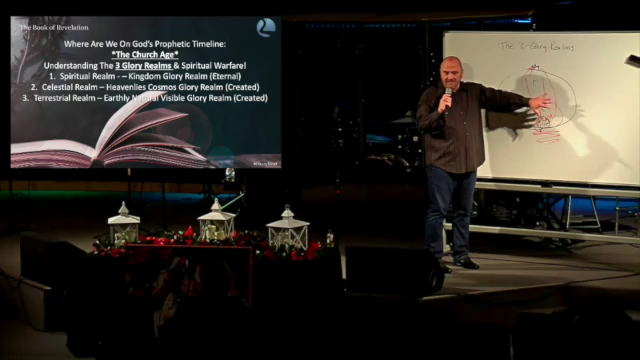 The Book of Revelation
Where Are We On God's Prophetic Timeline:
*The Church Age*
Understanding The 3 Glory Realms & Spiritual Warfare!
1. Spiritual Realm - – Kingdom Glory Realm (Eternal)
2. Celestial Realm – Heavenlies Cosmos Glory Realm (Created)
3. Terrestrial Realm – Earthly Natural Visible Glory Realm (Created)
The 3-Glory Realms